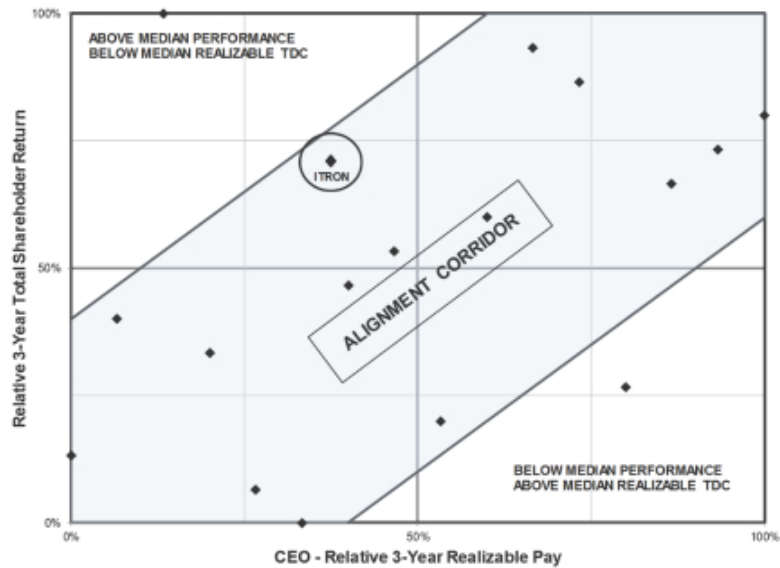 100%
ABOVE MEDIAN PERFORMANCE
BELOW MEDIAN REALIZABLE TDC
ITRON
Relative 3-Year Total Shareholder Return
50%
ALIGNMENT CORRIDOR
BELOW MEDIAN PERFORMANCE
ABOVE MEDIAN REALIZABLE TDC
0%
0%
50%
100%
CEO - Relative 3-Year Realizable Pay